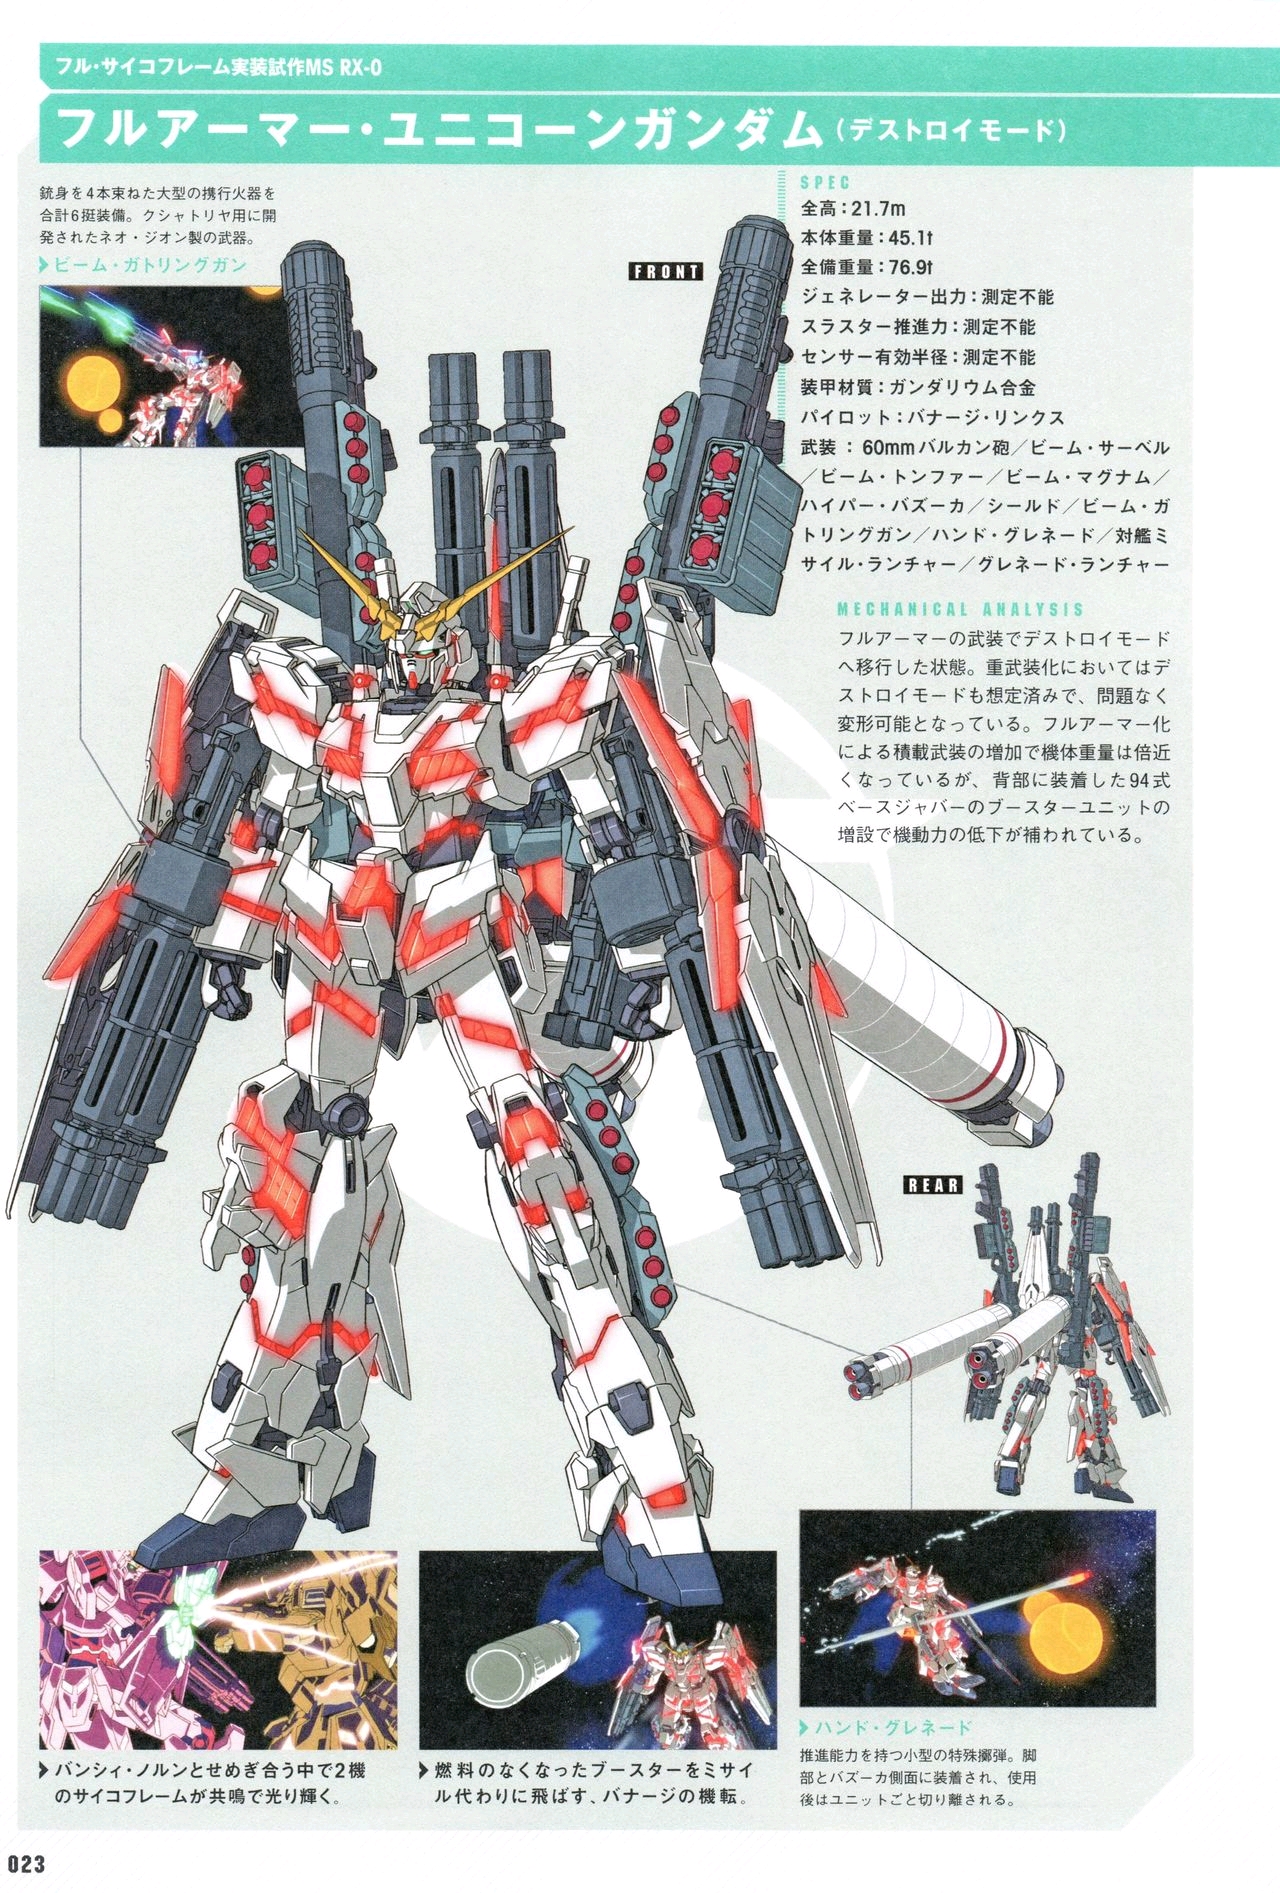 フル・サイコフレーム実装試作MS RX-0
フルアーマー・ユニコーンガンダム（デストロイモード）
銃身を4本束ねた大型の携行火器を
合計6挺装備。クシャトリヤ用に開
発されたネオ・ジオン製の武器。
ビーム・ガトリングガン
FRONT
SPEC
全高：21.7m
本体重量：45.1t
全備重量：76.9t
ジェネレーター出力：測定不能
スラスター推進力：測定不能
センサー有効半径：測定不能
装甲材質：ガンダリウム合金
パイロット：バナージ・リンクス
武装：60mmバルカン砲／ビーム・サーベル
／ビーム・トンファー／ビーム・マグナム／
ハイパー・バズーカ／シールド／ビーム・ガ
トリングガン／ハンド・グレネード／対艦ミ
サイル・ランチャー／グレネード・ランチャー
MECHANICAL ANALYSIS
フルアーマーの武装でデストロイモード
へ移行した状態。重武装化においてはデ
ストロイモードも想定済みで、問題なく
変形可能となっている。フルアーマー化
による積載武装の増加で機体重量は倍近
くなっているが、背部に装着した94式
ベースジャバーのブースターユニットの
増設で機動力の低下が補われている。
REAR
バンシィ・ノルンとせめぎ合う中で2機
のサイコフレームが共鳴で光り輝く。
燃料のなくなったブースターをミサイ
ル代わりに飛ばす、バナージの機転。
ハンド・グレネード
推進能力を持つ小型の特殊擲弾。脚
部とバズーカ側面に装着され、使用
後はユニットごと切り離される。
023